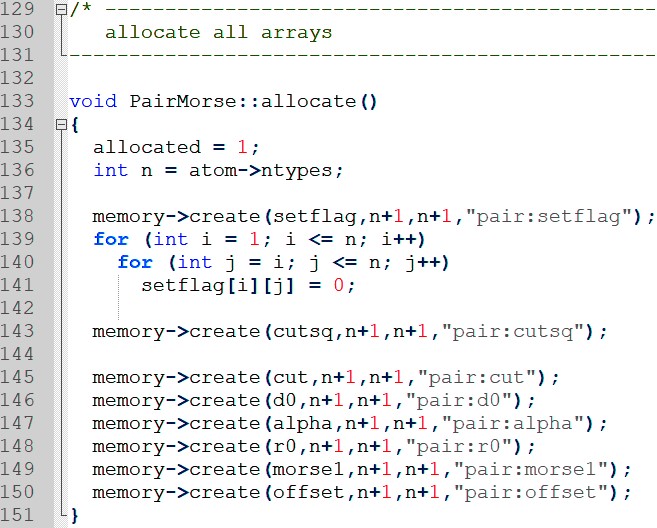 129 /* ----------------------------------------------
130    allocate all arrays
131 -------------------------------------------------
132
133 void PairMorse::allocate()
134 {
135   allocated = 1;
136   int n = atom->ntypes;
137
138   memory->create(setflag,n+1,n+1,"pair:setflag");
139   for (int i = 1; i <= n; i++)
140     for (int j = i; j <= n; j++)
141       setflag[i][j] = 0;
142
143   memory->create(cutsq,n+1,n+1,"pair:cutsq");
144
145   memory->create(cut,n+1,n+1,"pair:cut");
146   memory->create(d0,n+1,n+1,"pair:d0");
147   memory->create(alpha,n+1,n+1,"pair:alpha");
148   memory->create(r0,n+1,n+1,"pair:r0");
149   memory->create(morse1,n+1,n+1,"pair:morse1");
150   memory->create(offset,n+1,n+1,"pair:offset");
151 }